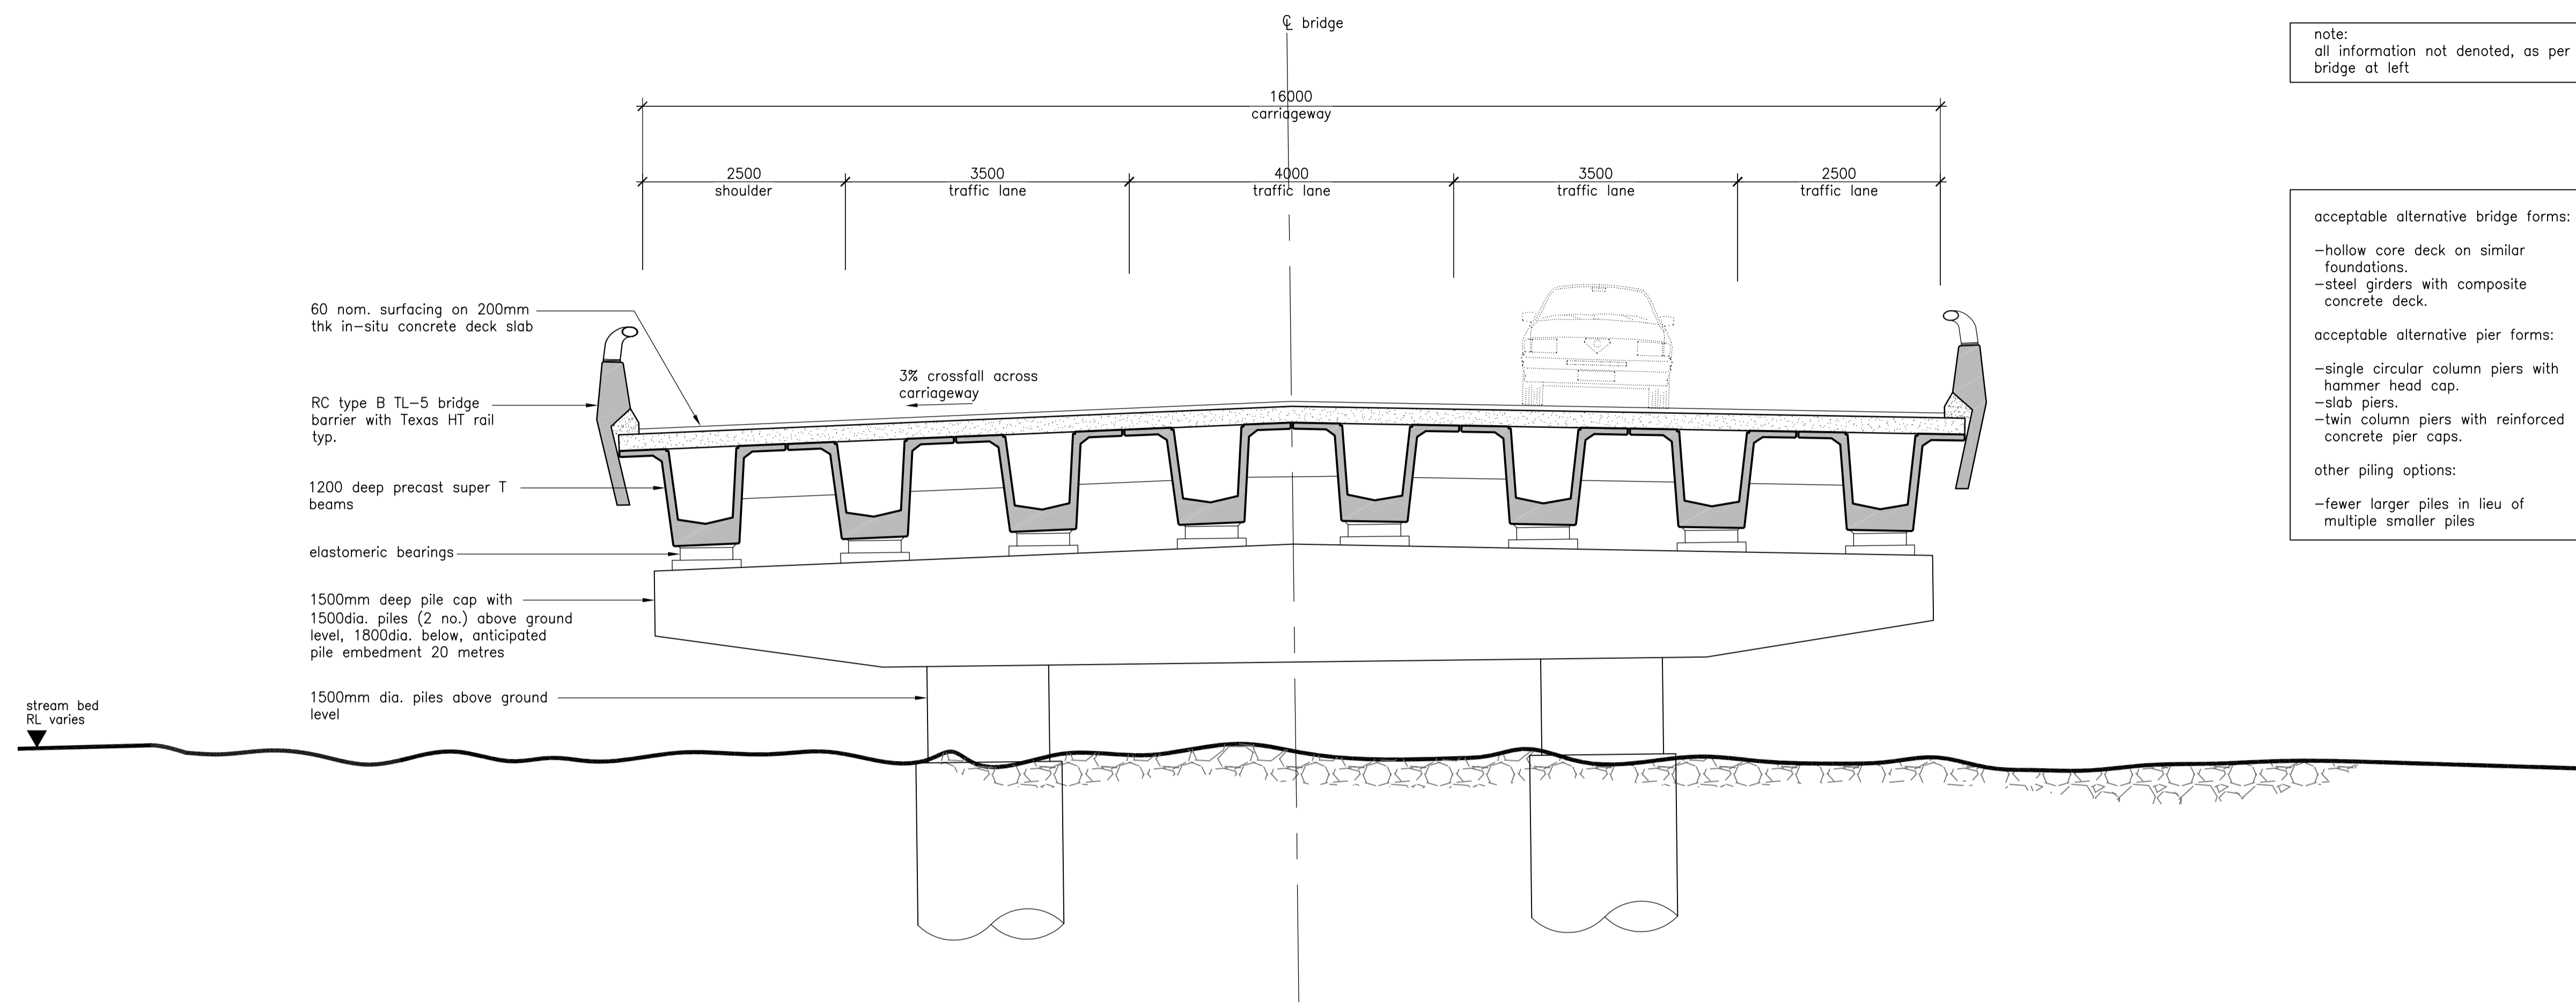 ℄ bridge
note:
all information not denoted, as per
bridge at left
16000
carriageway
2500
shoulder
3500
traffic lane
4000
traffic lane
3500
traffic lane
2500
traffic lane
acceptable alternative bridge forms:
-hollow core deck on similar
foundations.
-steel girders with composite
concrete deck.
acceptable alternative pier forms:
-single circular column piers with
hammer head cap.
-slab piers.
-twin column piers with reinforced
concrete pier caps.
other piling options:
-fewer larger piles in lieu of
multiple smaller piles
60 nom. surfacing on 200mm
thk in-situ concrete deck slab
3% crossfall across
carriageway
RC type B TL-5 bridge
barrier with Texas HT rail
typ.
1200 deep precast super T
beams
elastomeric bearings
1500mm deep pile cap with
1500dia. piles (2 no.) above ground
level, 1800dia. below, anticipated
pile embedment 20 metres
1500mm dia. piles above ground
level
stream bed
RL varies